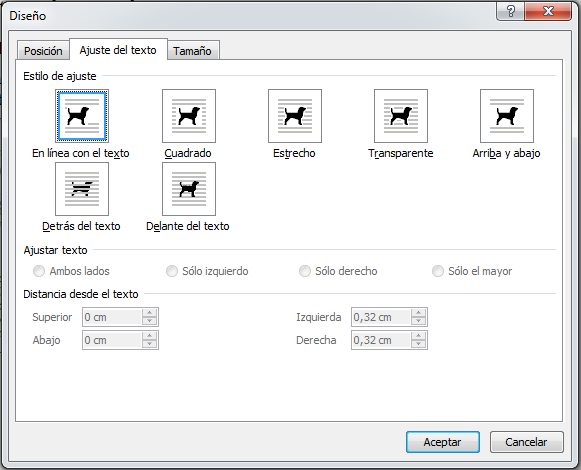 Diseño
Posición Ajuste del texto Tamaño
Estilo de ajuste
En línea con el texto Cuadrado Estrecho Transparente Arriba y abajo
Detrás del texto Delante del texto
Ajustar texto
Ambos lados Sólo izquierdo Sólo derecho Sólo el mayor
Distancia desde el texto
Superior 0 cm Izquierda 0,32 cm
Abajo 0 cm Derecha 0,32 cm
Aceptar Cancelar